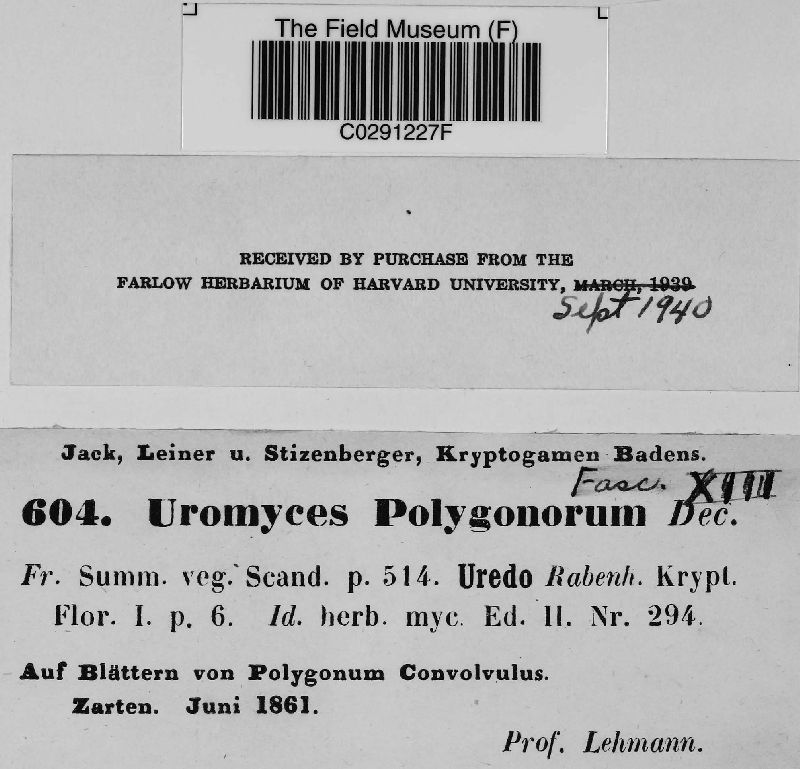 The Field Museum (F)
C0291227F
RECEIVED BY PURCHASE FROM THE
FARLOW HERBARIUM OF HARVARD UNIVERSITY, MARCH, 1939.
Sept 1940
Jack, Leiner u. Stizenberger, Kryptogamen Badens.
Fasc. XIII
604. Uromyces Polygonorum Dec.
Fr. Summ. veg. Scand. p. 514. Uredo Rabenh. Krypt.
Flor. I. p. 6. Id. herb. myc. Ed. II. Nr. 294.
Auf Blättern von Polygonum Convolvulus.
Zarten. Juni 1861.
Prof. Lehmann.